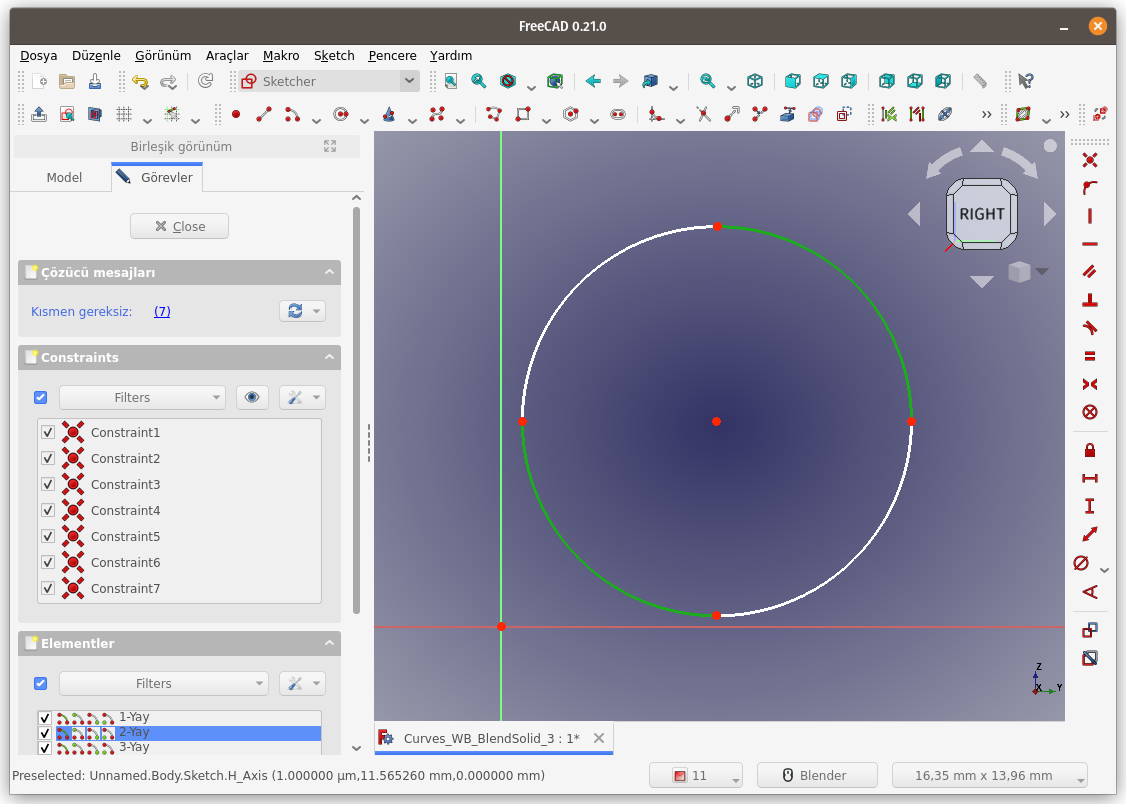 FreeCAD 0.21.0
Dosya Düzenle Görünüm Araçlar Makro Sketch Pencere Yardım
Sketcher
Birleşik görünüm
Model Görevler
Close
Çözücü mesajları
Kısmen gereksiz: (7)
Constraints
Filters
Constraint1
Constraint2
Constraint3
Constraint4
Constraint5
Constraint6
Constraint7
Elementler
Filters
1-Yay
2-Yay
3-Yay
RIGHT
Z
X
Y
Curves_WB_BlendSolid_3 : 1*
Preselected: Unnamed.Body.Sketch.H_Axis (1.000000 µm,11.565260 mm,0.000000 mm)
11
Blender
16,35 mm x 13,96 mm